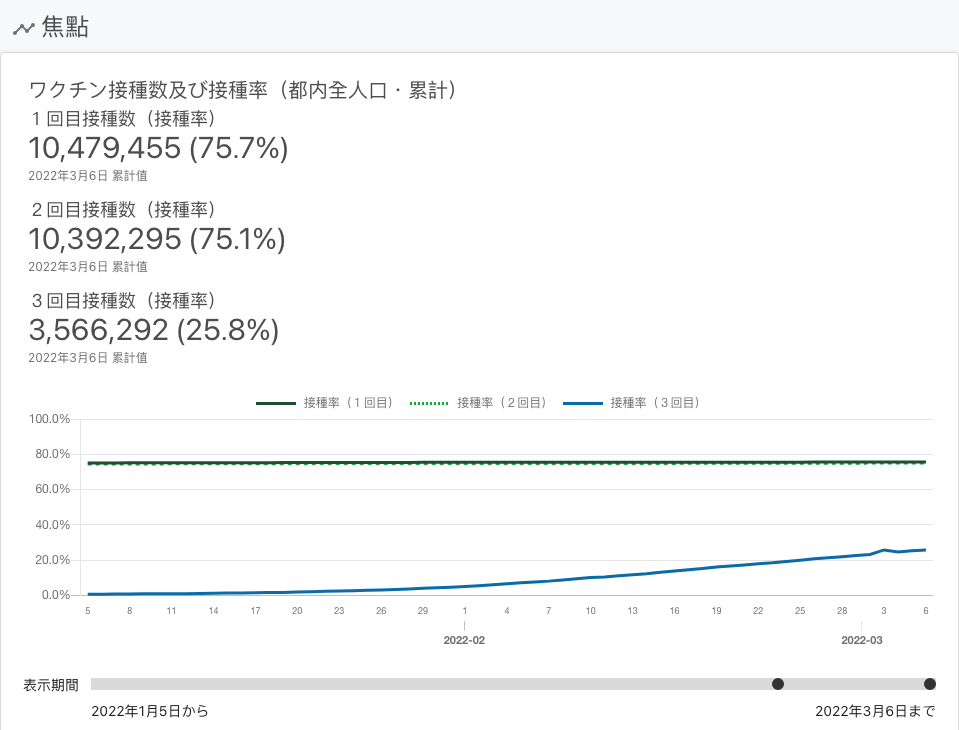 焦點
ワクチン接種数及び接種率（都内全人口・累計）
１回目接種数（接種率）
10,479,455 (75.7%)
2022年3月6日 累計值
２回目接種数（接種率）
10,392,295 (75.1%)
2022年3月6日 累計值
３回目接種数（接種率）
3,566,292 (25.8%)
2022年3月6日 累計值
接種率（１回目） 接種率（２回目） 接種率（３回目）
100.0%
80.0%
60.0%
40.0%
20.0%
0.0%
5 8 11 14 17 20 23 26 29 1 4 7 10 13 16 19 22 25 28 3 6
2022-02 2022-03
表示期間
2022年1月5日から 2022年3月6日まで